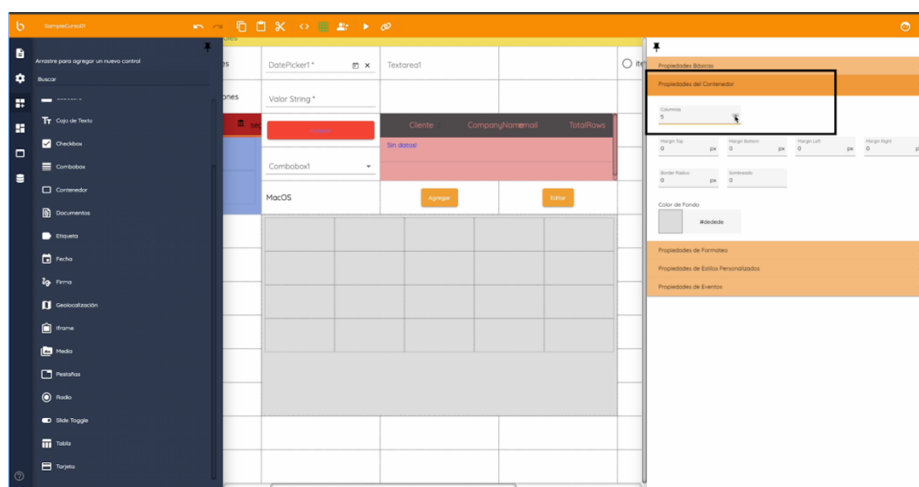 SampleCurso01
Arrastre para agregar un nuevo control
Buscar
Caja de Texto
Checkbox
Combobox
Contenedor
Documentos
Etiqueta
Fecha
Firma
Geolocalización
Iframe
Media
Pestañas
Radio
Slide Toggle
Tabla
Tarjeta
DatePicker1 *
Textarea1
Valor String *
Cliente CompanyName email TotalRows
Sin datos!
Combobox1
MacOS
Agregar
Editar
Propiedades Básicas
Propiedades del Contenedor
Columnas
5
Margin Top Margin Bottom Margin Left Margin Right
0 px 0 px 0 px 0 px
Border Radius Sombreado
0 px 0
Color de Fondo
#dedede
Propiedades de Formateo
Propiedades de Estilos Personalizados
Propiedades de Eventos